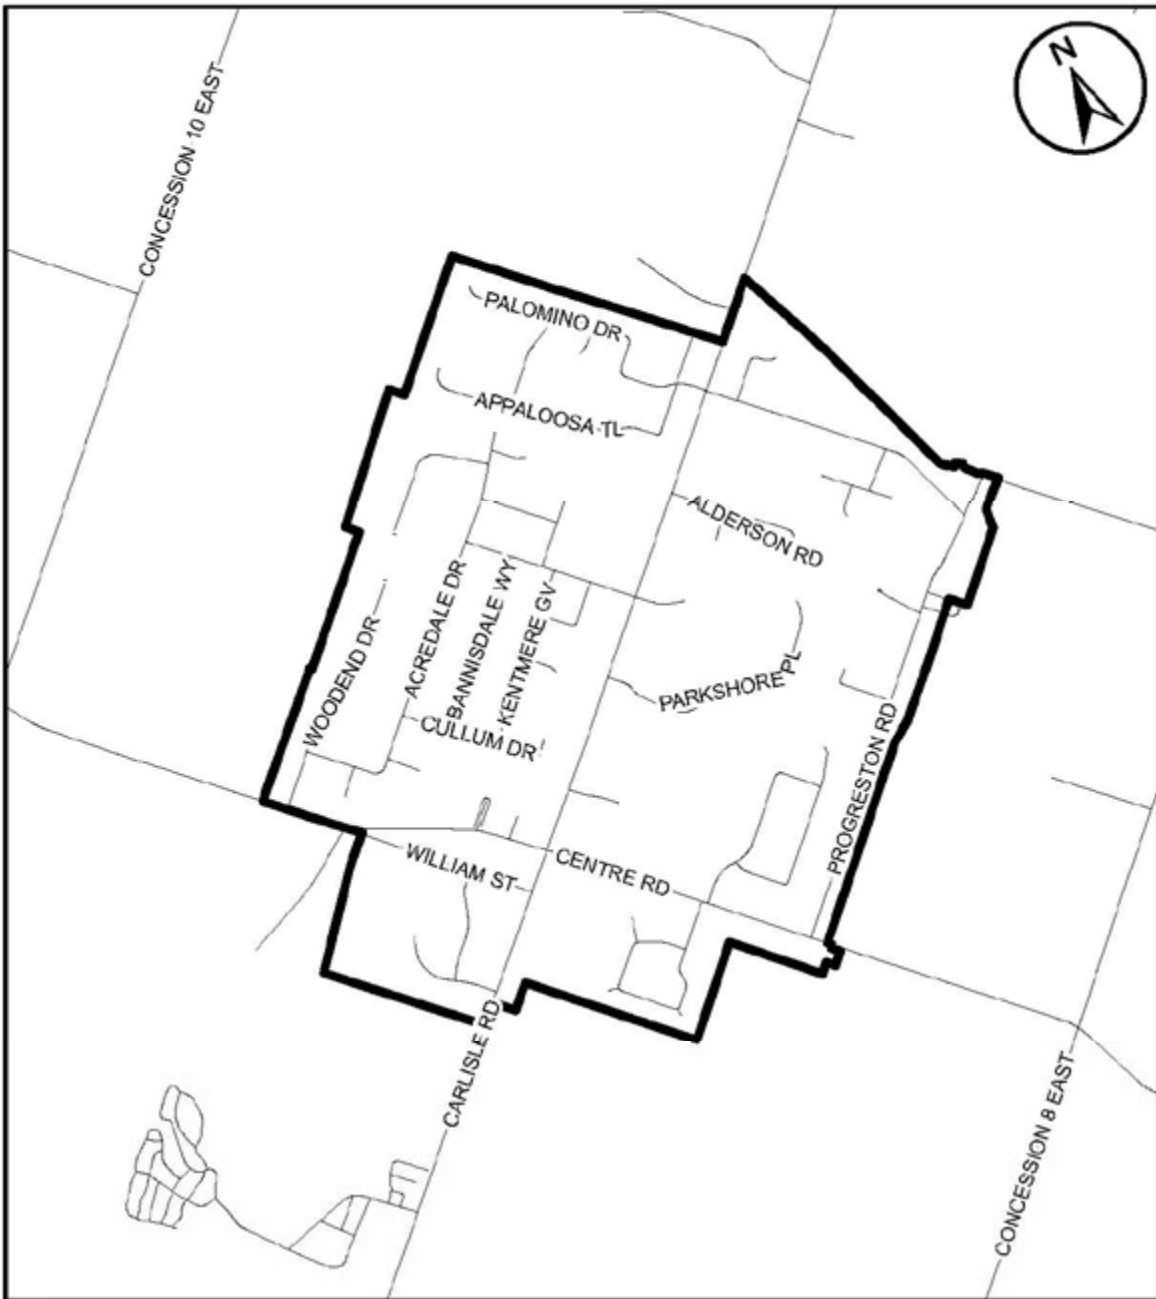 N
CONCESSION 10 EAST
PALOMINO DR
APPALOOSA TL
ALDERSON RD
ACREDALE DR
BANNISDALE WY
KENTMERE GV
WOODEND DR
PARKSHORE PL
CULLUM DR
PROGRESTON RD
WILLIAM ST
CENTRE RD
CARLISLE RD
CONCESSION 8 EAST